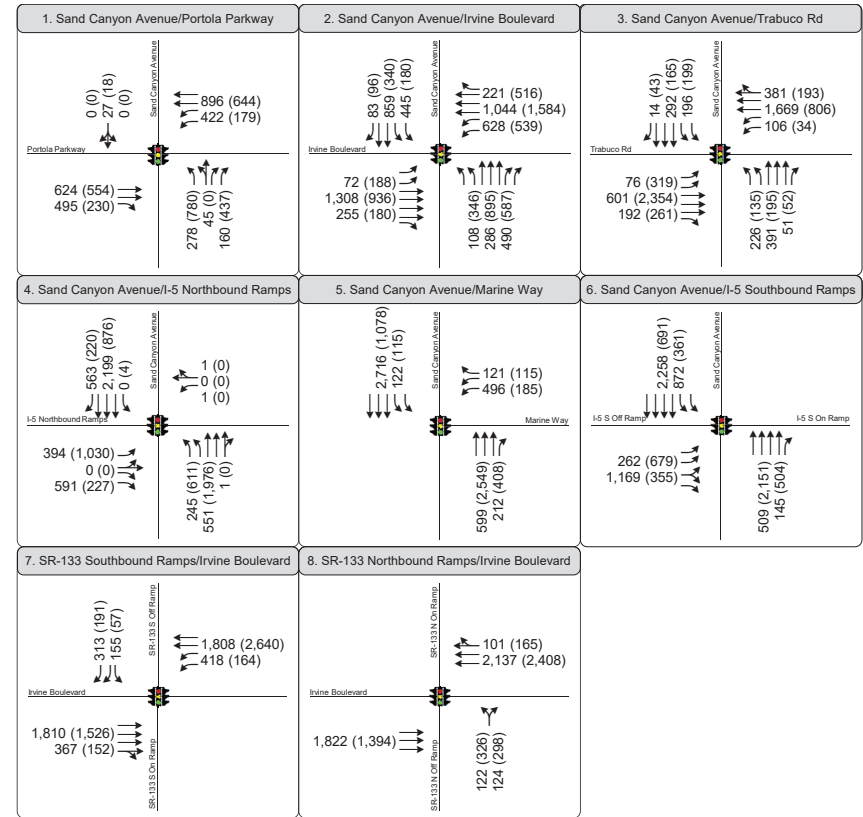 1. Sand Canyon Avenue/Portola Parkway
Sand Canyon Avenue
0 (0)
27 (18)
0 (0)
896 (644)
422 (179)
Portola Parkway
624 (554)
495 (230)
278 (780)
45 (0)
160 (437)
2. Sand Canyon Avenue/Irvine Boulevard
Sand Canyon Avenue
83 (96)
859 (340)
445 (180)
221 (516)
1,044 (1,584)
628 (539)
Irvine Boulevard
72 (188)
1,308 (936)
255 (180)
108 (346)
286 (895)
490 (587)
3. Sand Canyon Avenue/Trabuco Rd
Sand Canyon Avenue
14 (43)
292 (165)
196 (199)
381 (193)
1,669 (806)
106 (34)
Trabuco Rd
76 (319)
601 (2,354)
192 (261)
226 (135)
391 (195)
51 (52)
4. Sand Canyon Avenue/I-5 Northbound Ramps
Sand Canyon Avenue
563 (220)
2,199 (876)
0 (4)
1 (0)
0 (0)
1 (0)
I-5 Northbound Ramps
394 (1,030)
0 (0)
591 (227)
245 (611)
551 (1,976)
1 (0)
5. Sand Canyon Avenue/Marine Way
Sand Canyon Avenue
2,716 (1,078)
122 (115)
121 (115)
496 (185)
Marine Way
599 (2,549)
212 (408)
6. Sand Canyon Avenue/I-5 Southbound Ramps
Sand Canyon Avenue
2,258 (691)
872 (361)
I-5 S Off Ramp
I-5 S On Ramp
262 (679)
1,169 (355)
509 (2,151)
145 (504)
7. SR-133 Southbound Ramps/Irvine Boulevard
SR-133 S Off Ramp
313 (191)
155 (57)
1,808 (2,640)
418 (164)
Irvine Boulevard
1,810 (1,526)
367 (152)
SR-133 S On Ramp
8. SR-133 Northbound Ramps/Irvine Boulevard
SR-133 N On Ramp
101 (165)
2,137 (2,408)
Irvine Boulevard
1,822 (1,394)
SR-133 N Off Ramp
122 (326)
124 (298)